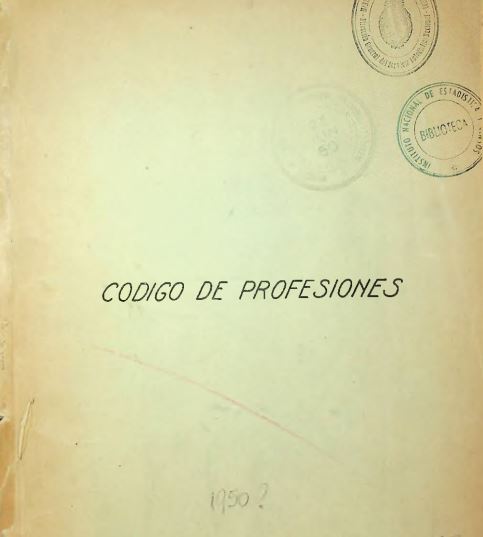 INSTITUTO NACIONAL DE ESTADISTICA Y
BIBLIOTECA
CODIGO DE PROFESIONES
1950?